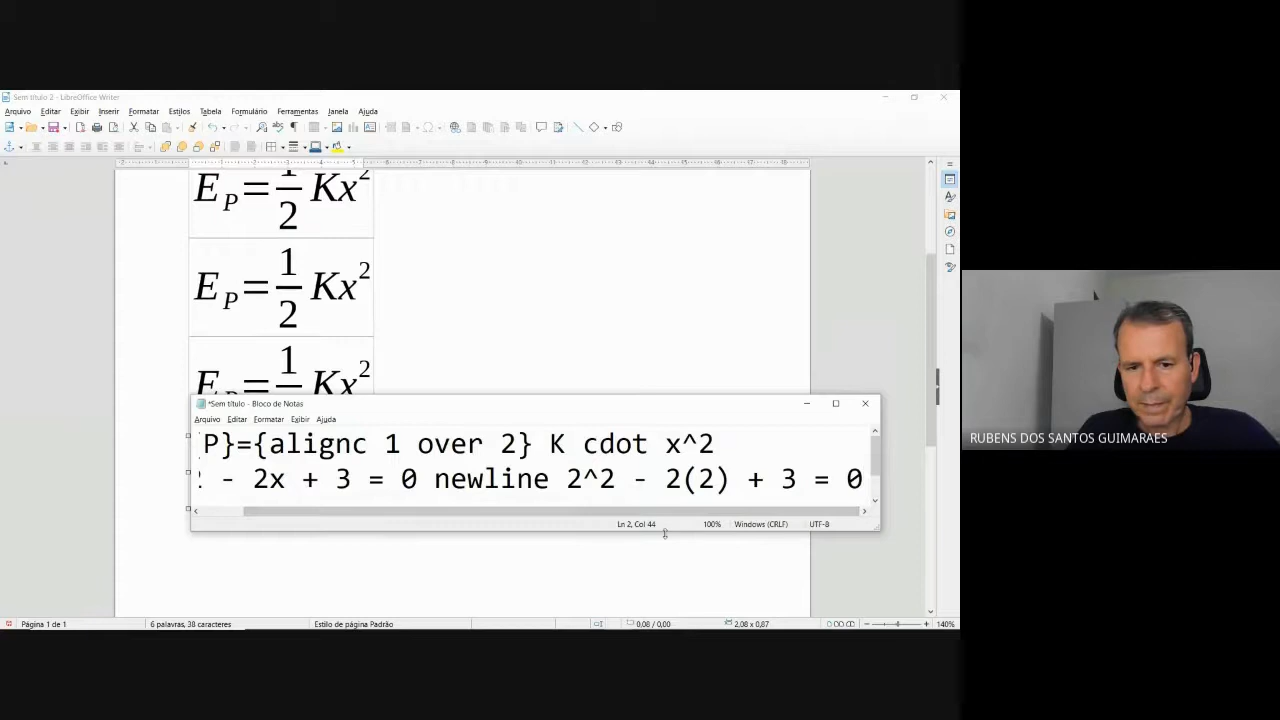 Sem título 2 - LibreOffice Writer
Arquivo Editar Exibir Inserir Formatar Estilos Tabela Formulário Ferramentas Janela Ajuda
E_P = 1/2 Kx^2
E_P = 1/2 Kx^2
E_P = 1 Kx^2
*Sem título - Bloco de Notas
Arquivo Editar Formatar Exibir Ajuda
P}={alignc 1 over 2} K cdot x^2
- 2x + 3 = 0 newline 2^2 - 2(2) + 3 = 0
Ln 2, Col 44 100% Windows (CRLF) UTF-8
RUBENS DOS SANTOS GUIMARAES
Página 1 de 1 6 palavras, 38 caracteres Estilo de página Padrão 0,08 / 0,00 2,08 x 0,87 140%